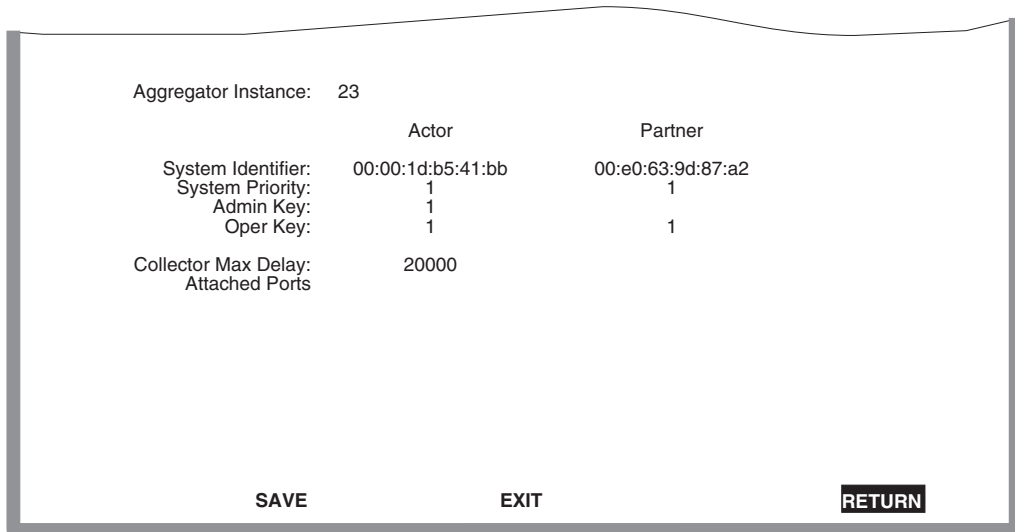 Aggregator Instance: 23
Actor Partner
System Identifier: 00:00:1d:b5:41:bb 00:e0:63:9d:87:a2
System Priority: 1 1
Admin Key: 1
Oper Key: 1 1
Collector Max Delay: 20000
Attached Ports
SAVE EXIT RETURN